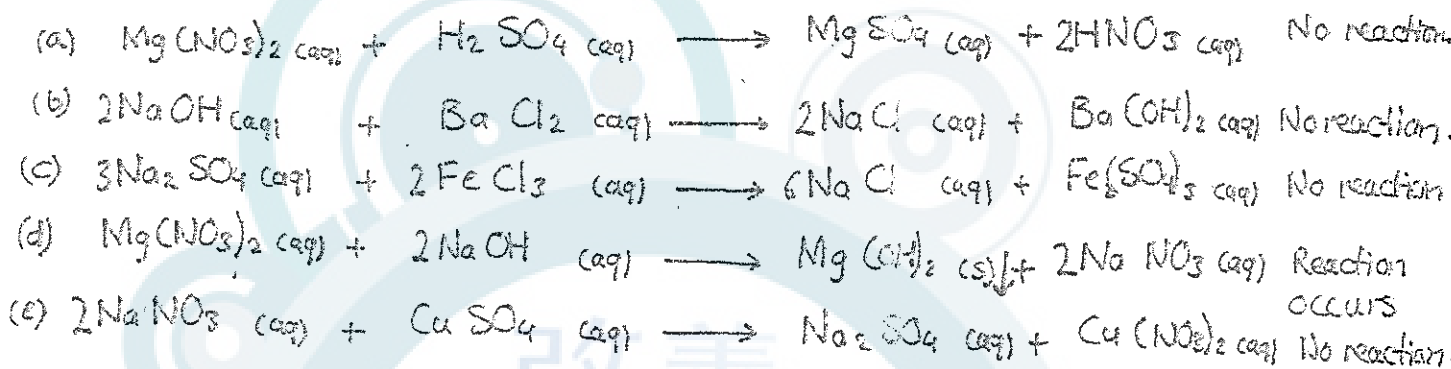 (a) Mg(NO3)2 (aq) + H2SO4 (aq) → MgSO4 (aq) + 2HNO3 (aq) No reaction.
(b) 2NaOH (aq) + BaCl2 (aq) → 2NaCl (aq) + Ba(OH)2 (aq) No reaction.
(c) 3Na2SO4 (aq) + 2FeCl3 (aq) → 6NaCl (aq) + Fe2(SO4)3 (aq) No reaction
(d) Mg(NO3)2 (aq) + 2NaOH (aq) → Mg(OH)2 (s)↓ + 2NaNO3 (aq) Reaction
occurs
(e) 2NaNO3 (aq) + CuSO4 (aq) → Na2SO4 (aq) + Cu(NO3)2 (aq) No reaction
改善